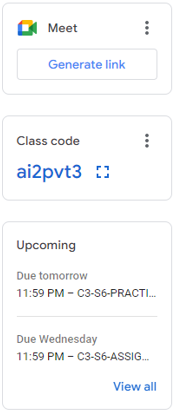 Meet
Generate link
Class code
ai2pvt3
Upcoming
Due tomorrow
11:59 PM – C3-S6-PRACTI...
Due Wednesday
11:59 PM – C3-S6-ASSIG...
View all